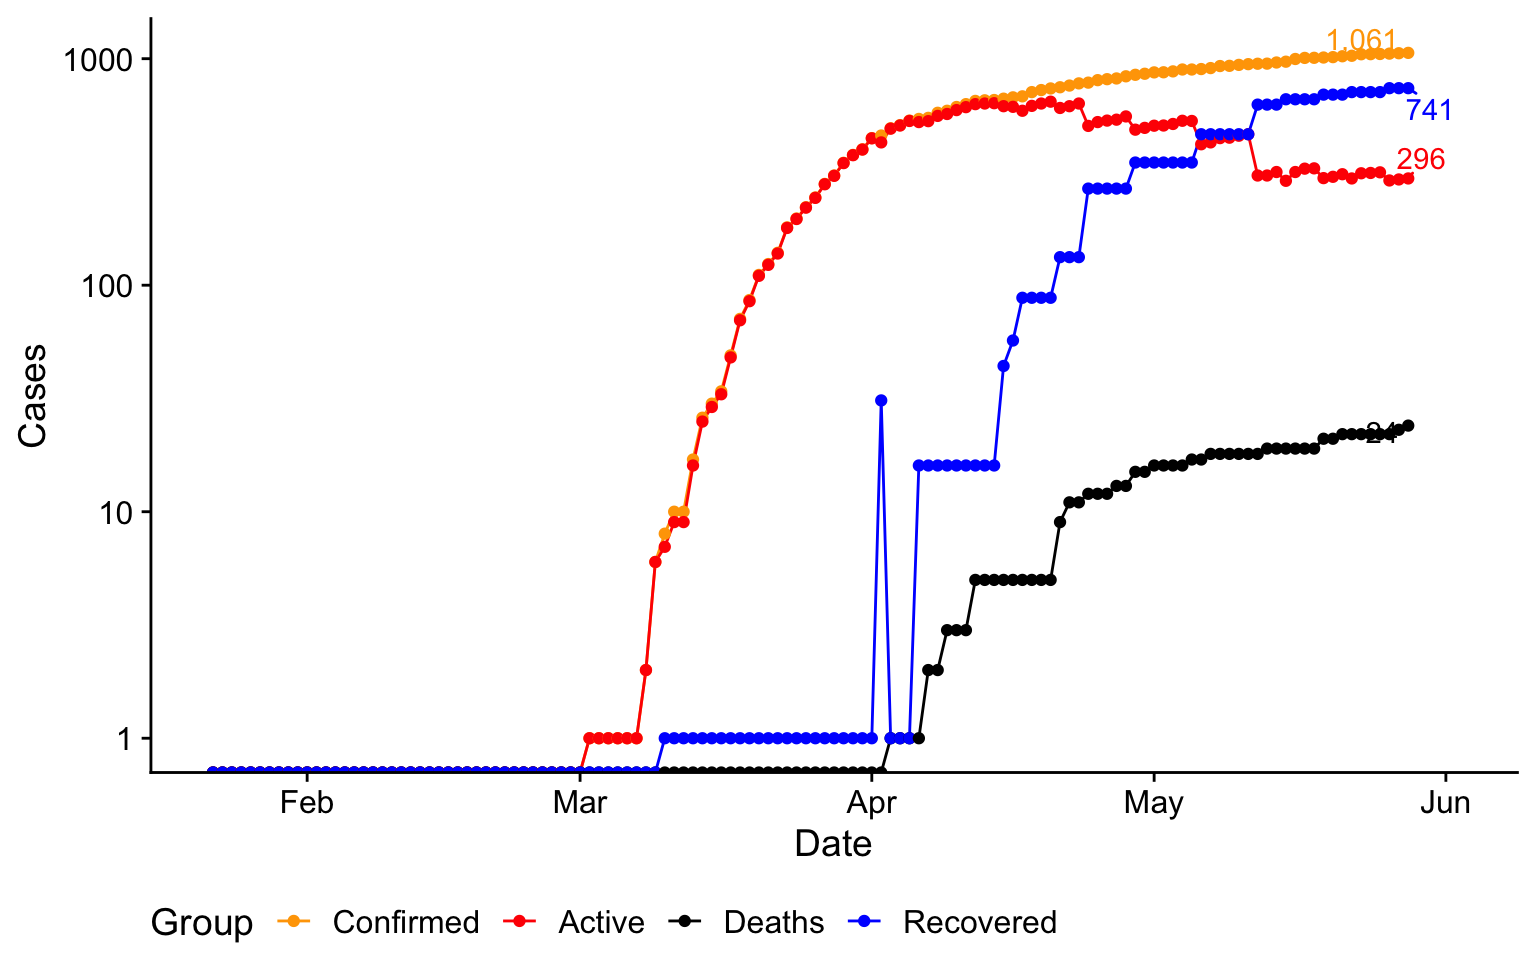 1,061
1000
741
296
100
Cases
24
10
1
Feb Mar Apr May Jun
Date
Group Confirmed Active Deaths Recovered